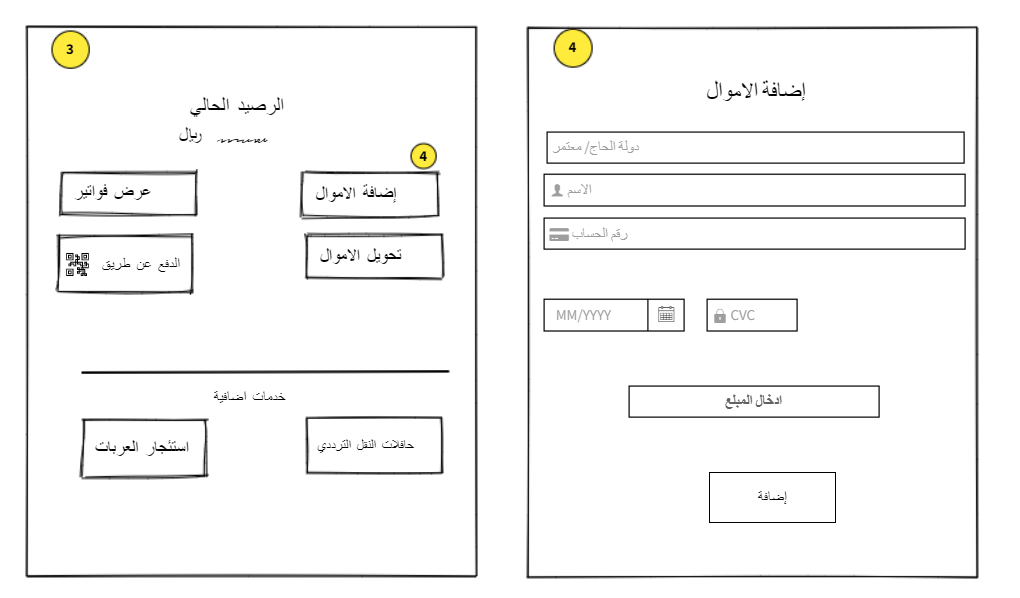 3
الرصيد الحالي
ريال
4
إضافة الاموال
عرض فواتير
تحويل الاموال
الدفع عن طريق
خدمات اضافية
حافلات النقل الترددي
استئجار العربات
4
إضافة الاموال
دولة الحاج/ معتمر
الاسم
رقم الحساب
MM/YYYY
CVC
ادخال المبلغ
إضافة